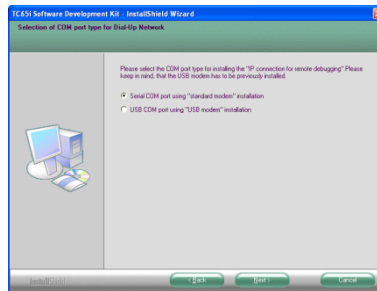 TC65i Software Development Kit - InstallShield Wizard
Selection of COM port type for Dial-Up Network
Please select the COM port type for installing the "IP connection for remote debugging".Please
keep in mind, that the USB modem has to be previously installed.
Serial COM port using "standard modem" installation
USB COM port using "USB modem" installation
InstallShield
< Back
Next >
Cancel